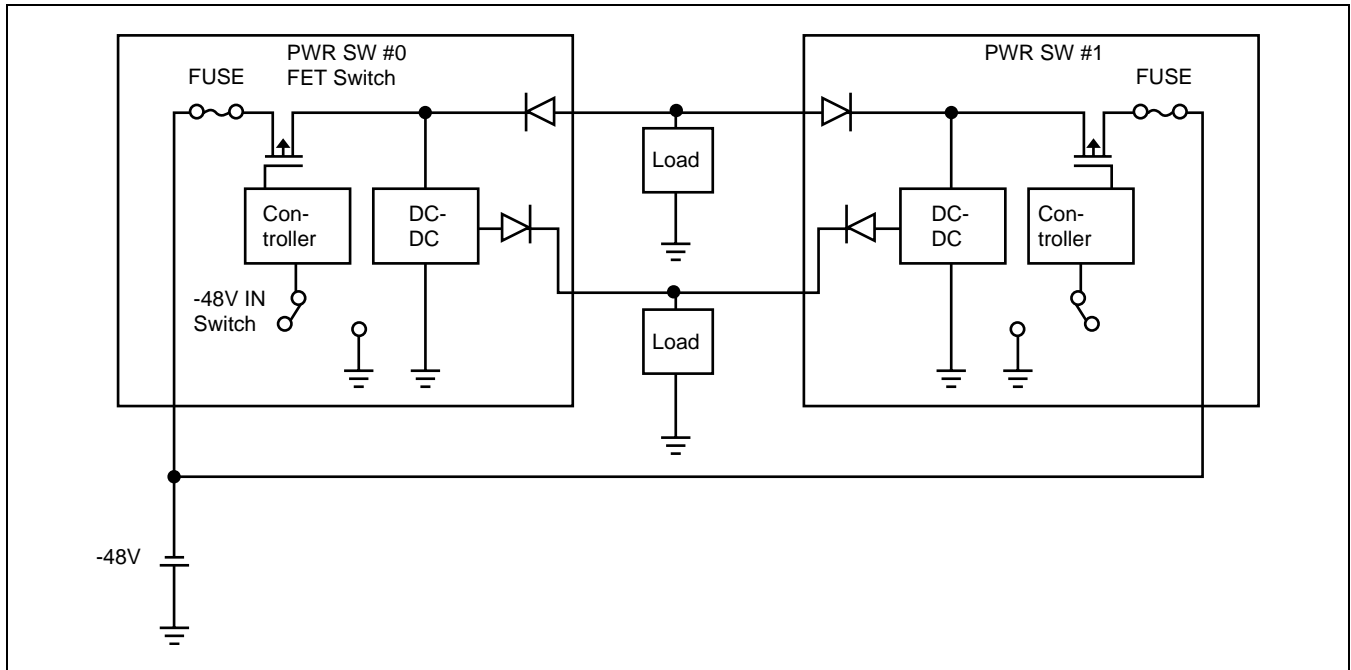 PWR SW #0
FET Switch
FUSE
PWR SW #1
FUSE
Load
Con-
troller
DC-
DC
DC-
DC
Con-
troller
-48V IN
Switch
Load
-48V